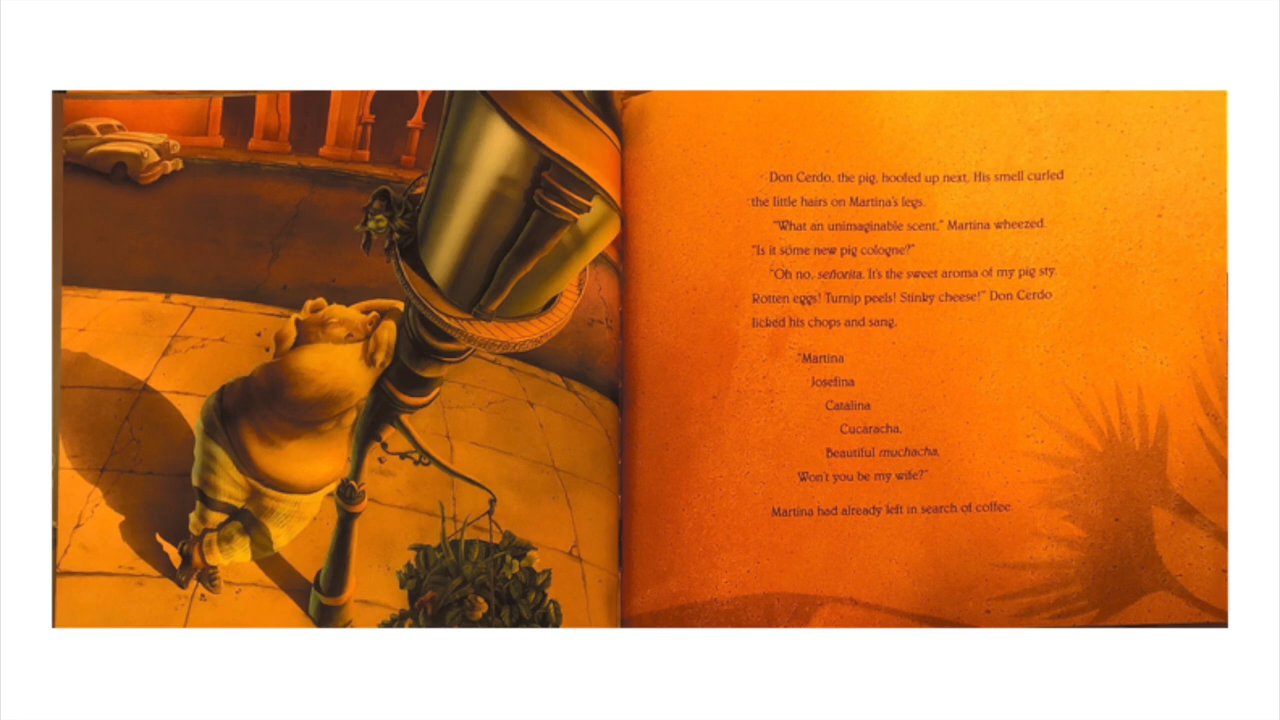 Don Cerdo, the pig, hoofed up next. His smell curled
the little hairs on Martina's legs.
"What an unimaginable scent," Martina wheezed.
"Is it some new pig cologne?"
"Oh no, señorita. It's the sweet aroma of my pig sty.
Rotten eggs! Turnip peels! Stinky cheese!" Don Cerdo
licked his chops and sang,
"Martina
Josefina
Catalina
Cucaracha,
Beautiful muchacha,
Won't you be my wife?"
Martina had already left in search of coffee.